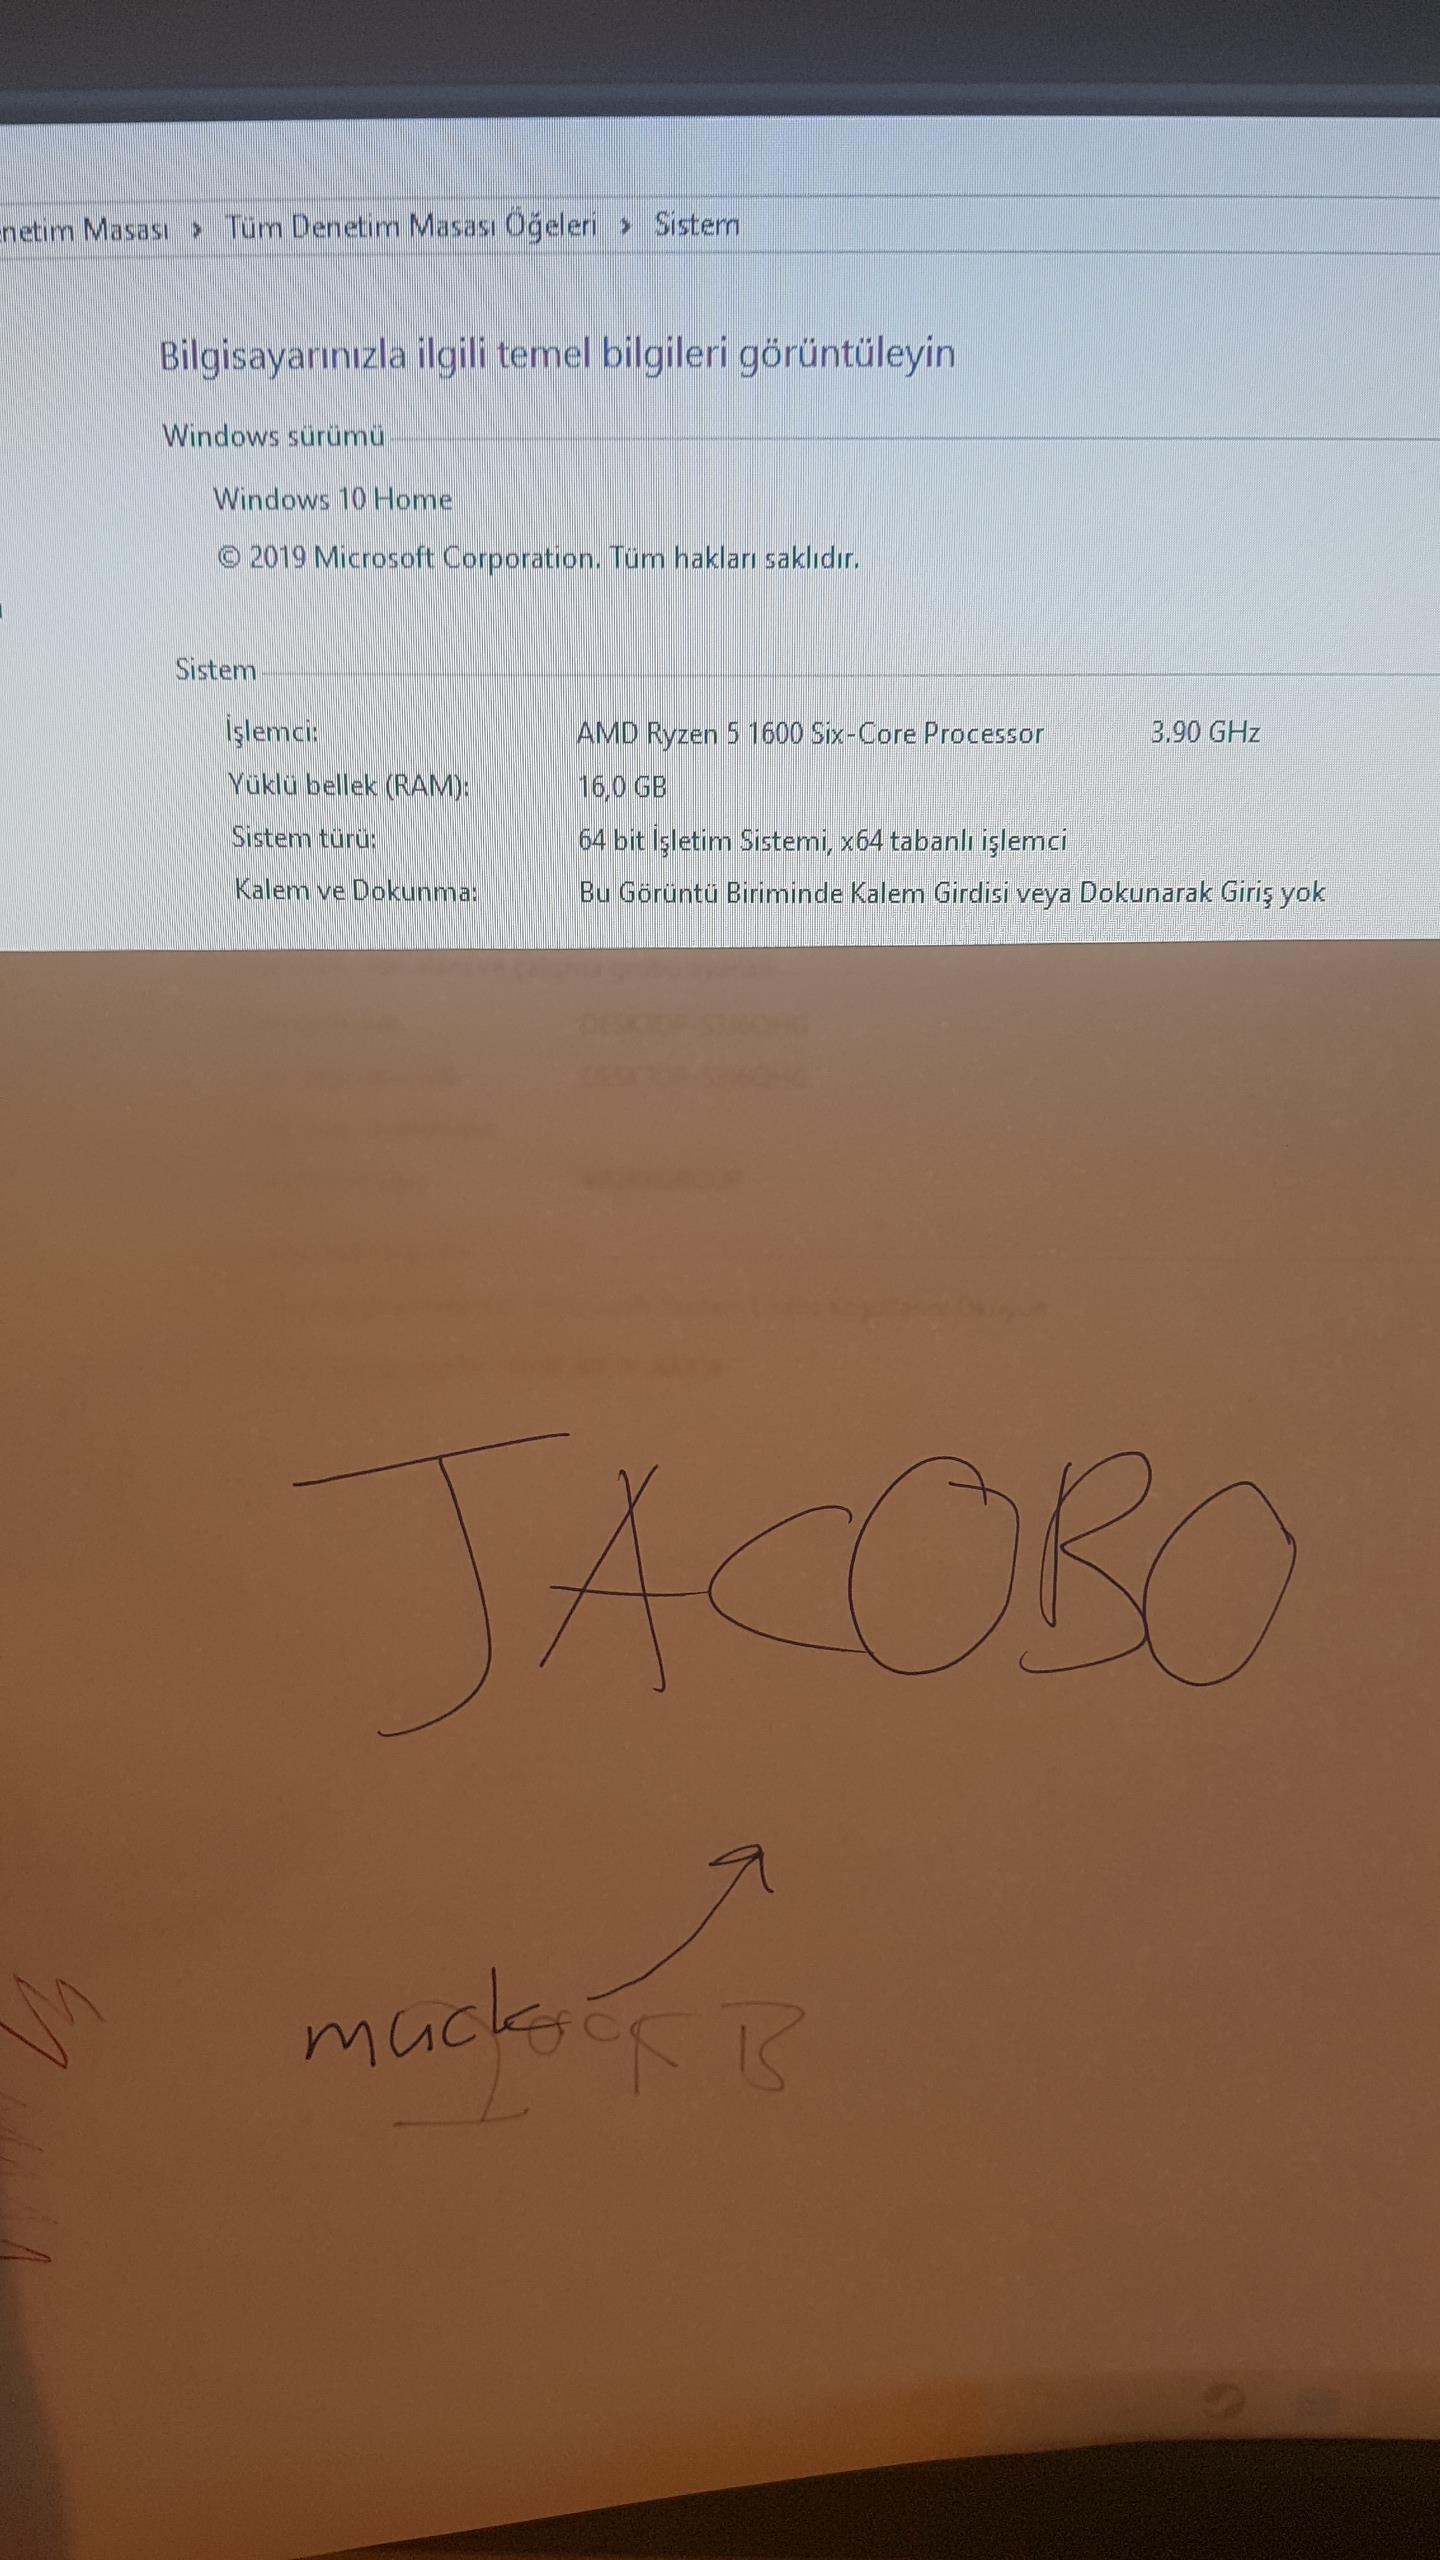 Masası › Tüm Denetim Masası Öğeleri › Sistem
Bilgisayarınızla ilgili temel bilgileri görüntüleyin
Windows sürümü
Windows 10 Home
© 2019 Microsoft Corporation. Tüm hakları saklıdır.
Sistem
İşlemci: AMD Ryzen 5 1600 Six-Core Processor 3.90 GHz
Yüklü bellek (RAM): 16,0 GB
Sistem türü: 64 bit İşletim Sistemi, x64 tabanlı işlemci
Kalem ve Dokunma: Bu Görüntü Biriminde Kalem Girdisi veya Dokunarak Giriş yok
JACOBO